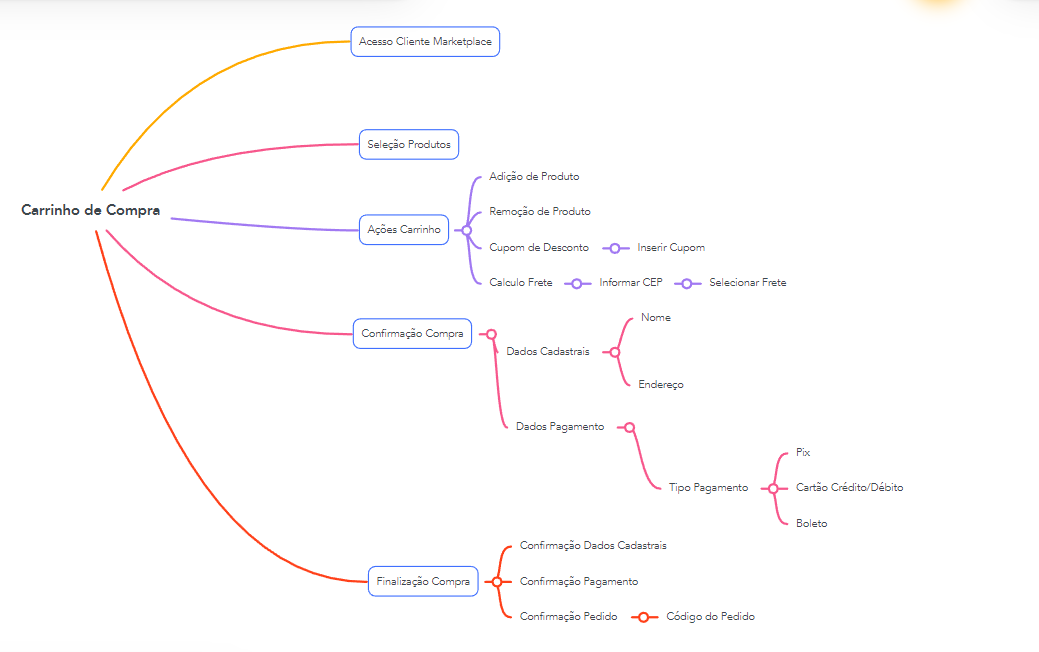 Acesso Cliente Marketplace
Seleção Produtos
Adição de Produto
Carrinho de Compra
Remoção de Produto
Ações Carrinho
Cupom de Desconto
Inserir Cupom
Calculo Frete
Informar CEP
Selecionar Frete
Nome
Confirmação Compra
Dados Cadastrais
Endereço
Dados Pagamento
Pix
Tipo Pagamento
Cartão Crédito/Débito
Boleto
Confirmação Dados Cadastrais
Finalização Compra
Confirmação Pagamento
Confirmação Pedido
Código do Pedido